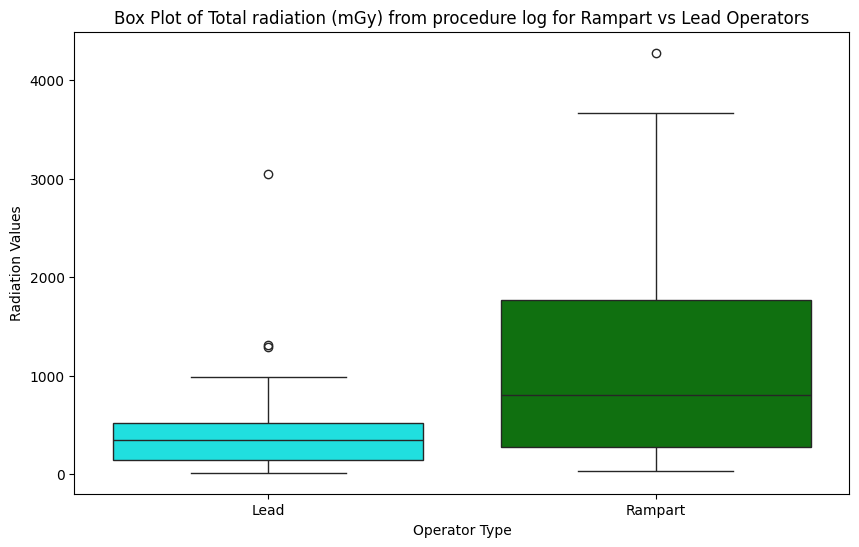 Box Plot of Total radiation (mGy) from procedure log for Rampart vs Lead Operators
4000
3000
2000
1000
0
Radiation Values
Lead
Rampart
Operator Type